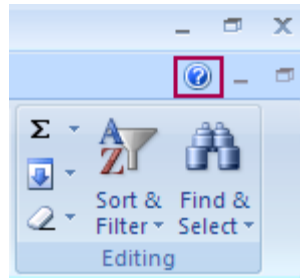 Σ
A
Z
Sort & Find &
Filter Select
Editing